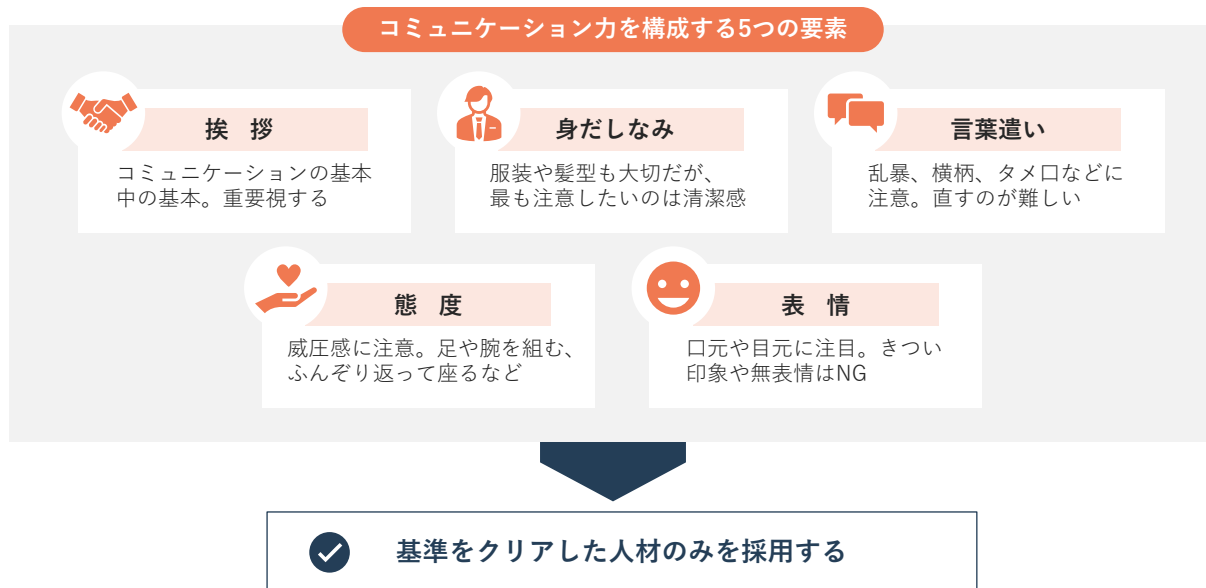 コミュニケーション力を構成する5つの要素
挨　拶
コミュニケーションの基本
中の基本。重要視する
身だしなみ
服装や髪型も大切だが、
最も注意したいのは清潔感
言葉遣い
乱暴、横柄、タメ口などに
注意。直すのが難しい
態　度
威圧感に注意。足や腕を組む、
ふんぞり返って座るなど
表　情
口元や目元に注目。きつい
印象や無表情はNG
基準をクリアした人材のみを採用する